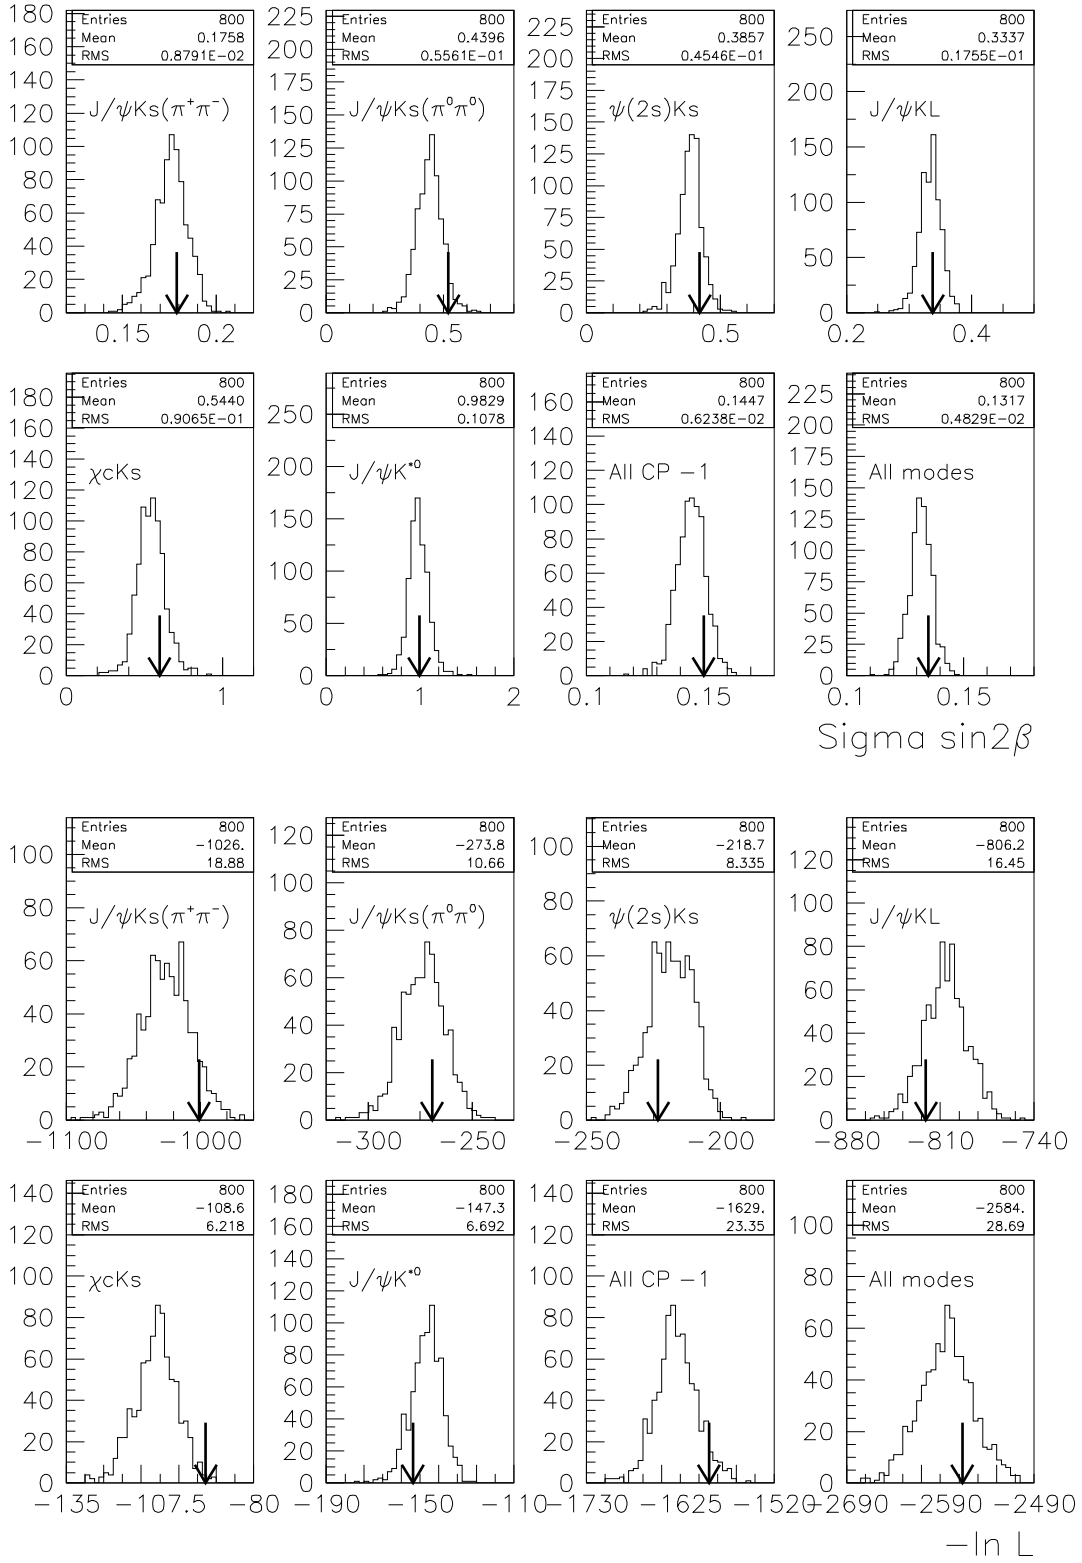 Entries 800
Mean 0.1758
RMS 0.8791E-02
J/ψKs(π⁺π⁻)
0
20
40
60
80
100
120
140
160
180
0.15 0.2
Entries 800
Mean 0.4396
RMS 0.5561E-01
J/ψKs(π⁰π⁰)
0
25
50
75
100
125
150
175
200
225
0 0.5
Entries 800
Mean 0.3857
RMS 0.4546E-01
ψ(2s)Ks
0
25
50
75
100
125
150
175
200
225
0 0.5
Entries 800
Mean 0.3337
RMS 0.1755E-01
J/ψKL
0
50
100
150
200
250
0.2 0.4
Entries 800
Mean 0.5440
RMS 0.9065E-01
χcKs
0
20
40
60
80
100
120
140
160
180
0 1
Entries 800
Mean 0.9829
RMS 0.1078
J/ψK*⁰
0
50
100
150
200
250
0 1 2
Entries 800
Mean 0.1447
RMS 0.6238E-02
All CP −1
0
20
40
60
80
100
120
140
160
0.1 0.15
Entries 800
Mean 0.1317
RMS 0.4829E-02
All modes
0
25
50
75
100
125
150
175
200
225
0.1 0.15
Sigma sin2β
Entries 800
Mean −1026.
RMS 18.88
J/ψKs(π⁺π⁻)
0
20
40
60
80
100
−1100 −1000
Entries 800
Mean −273.8
RMS 10.66
J/ψKs(π⁰π⁰)
0
20
40
60
80
100
120
−300 −250
Entries 800
Mean −218.7
RMS 8.335
ψ(2s)Ks
0
20
40
60
80
100
−250 −200
Entries 800
Mean −806.2
RMS 16.45
J/ψKL
0
20
40
60
80
100
120
−880 −810 −740
Entries 800
Mean −108.6
RMS 6.218
χcKs
0
20
40
60
80
100
120
140
−135 −107.5 −80
Entries 800
Mean −147.3
RMS 6.692
J/ψK*⁰
0
20
40
60
80
100
120
140
160
180
−190 −150 −110
Entries 800
Mean −1629.
RMS 23.35
All CP −1
0
20
40
60
80
100
120
140
−1730 −1625 −1520
Entries 800
Mean −2584.
RMS 28.69
All modes
0
20
40
60
80
100
−2690 −2590 −2490
−ln L